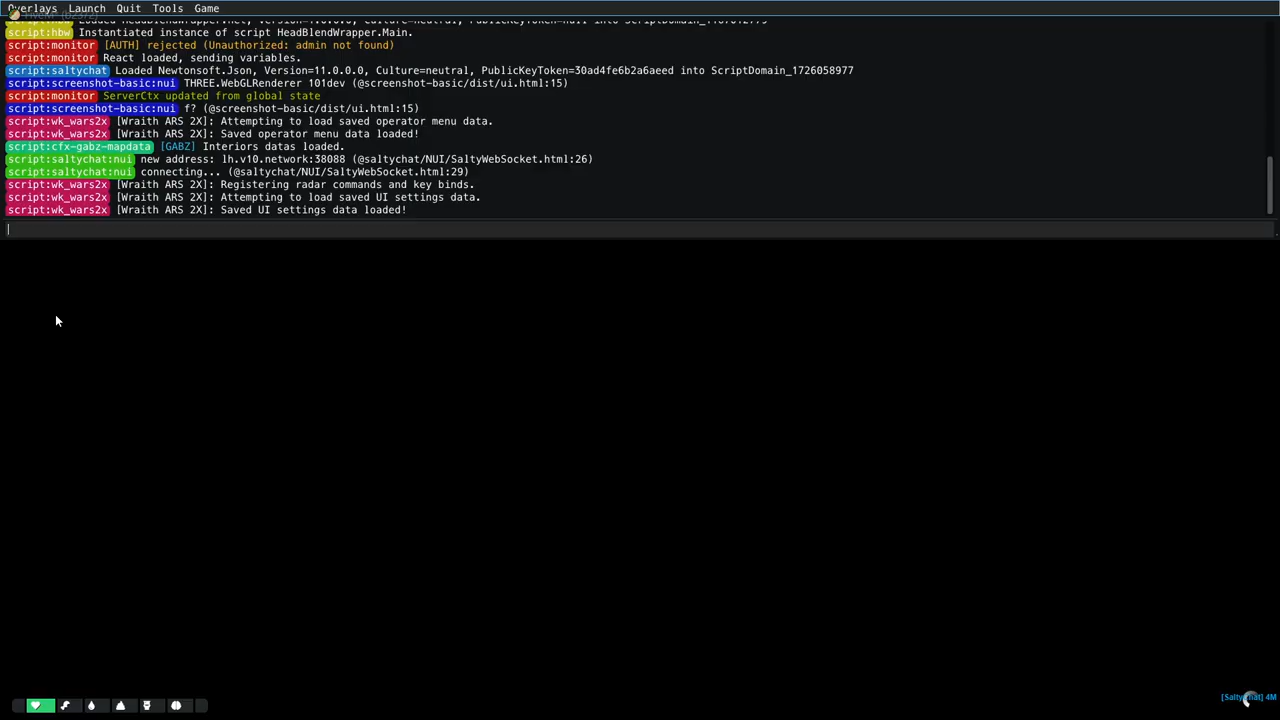 Overlays Launch Quit Tools Game
script:hbw Instantiated instance of script HeadBlendWrapper.Main.
script:monitor [AUTH] rejected (Unauthorized: admin not found)
script:monitor React loaded, sending variables.
script:saltychat Loaded Newtonsoft.Json, Version=11.0.0.0, Culture=neutral, PublicKeyToken=30ad4fe6b2a6aeed into ScriptDomain_1726058977
script:screenshot-basic:nui THREE.WebGLRenderer 101dev (@screenshot-basic/dist/ui.html:15)
script:monitor ServerCtx updated from global state
script:screenshot-basic:nui f? (@screenshot-basic/dist/ui.html:15)
script:wk_wars2x [Wraith ARS 2X]: Attempting to load saved operator menu data.
script:wk_wars2x [Wraith ARS 2X]: Saved operator menu data loaded!
script:cfx-gabz-mapdata [GABZ] Interiors datas loaded.
script:saltychat:nui new address: lh.v10.network:38088 (@saltychat/NUI/SaltyWebSocket.html:26)
script:saltychat:nui connecting... (@saltychat/NUI/SaltyWebSocket.html:29)
script:wk_wars2x [Wraith ARS 2X]: Registering radar commands and key binds.
script:wk_wars2x [Wraith ARS 2X]: Attempting to load saved UI settings data.
script:wk_wars2x [Wraith ARS 2X]: Saved UI settings data loaded!
[SaltyChat] 4M